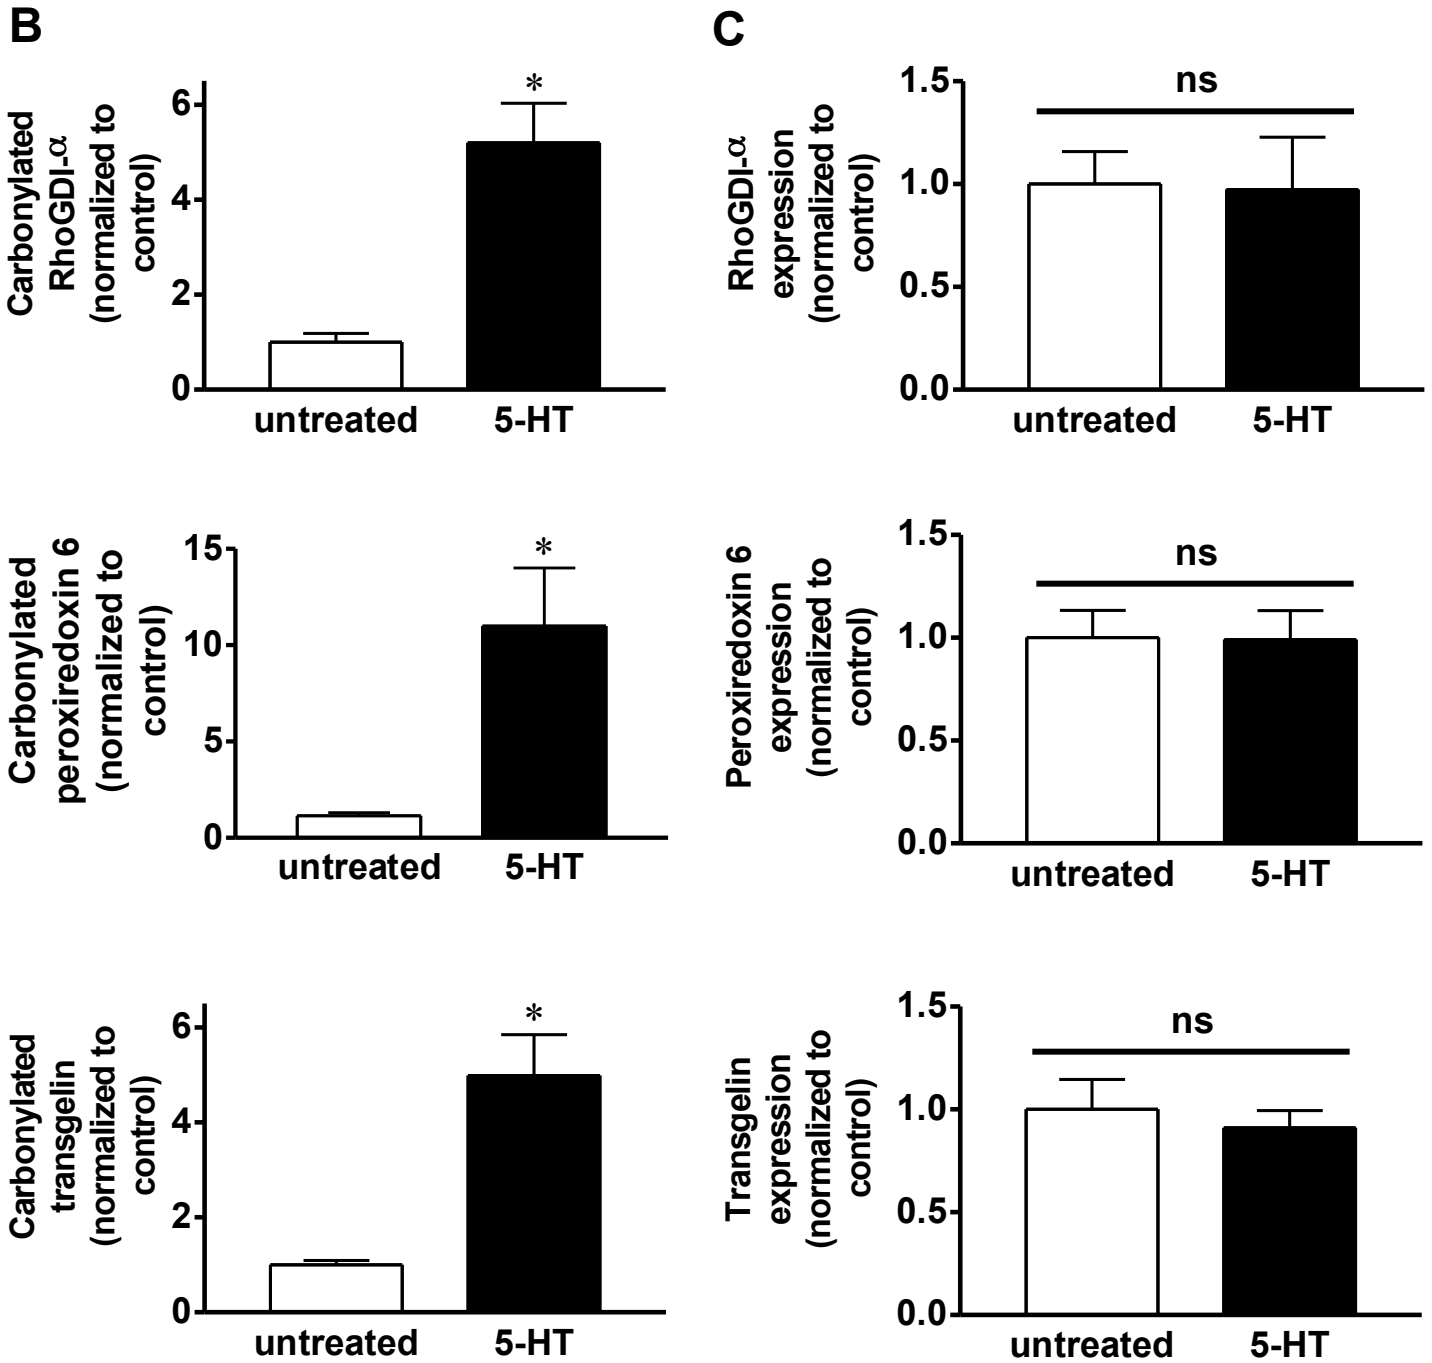 B
Carbonylated
RhoGDI-α
(normalized to
control)
6
4
2
0
*
untreated 5-HT
C
RhoGDI-α
expression
(normalized to
control)
1.5
1.0
0.5
0.0
ns
untreated 5-HT
Carbonylated
peroxiredoxin 6
(normalized to
control)
15
10
5
0
*
untreated 5-HT
Peroxiredoxin 6
expression
(normalized to
control)
1.5
1.0
0.5
0.0
ns
untreated 5-HT
Carbonylated
transgelin
(normalized to
control)
6
4
2
0
*
untreated 5-HT
Transgelin
expression
(normalized to
control)
1.5
1.0
0.5
0.0
ns
untreated 5-HT